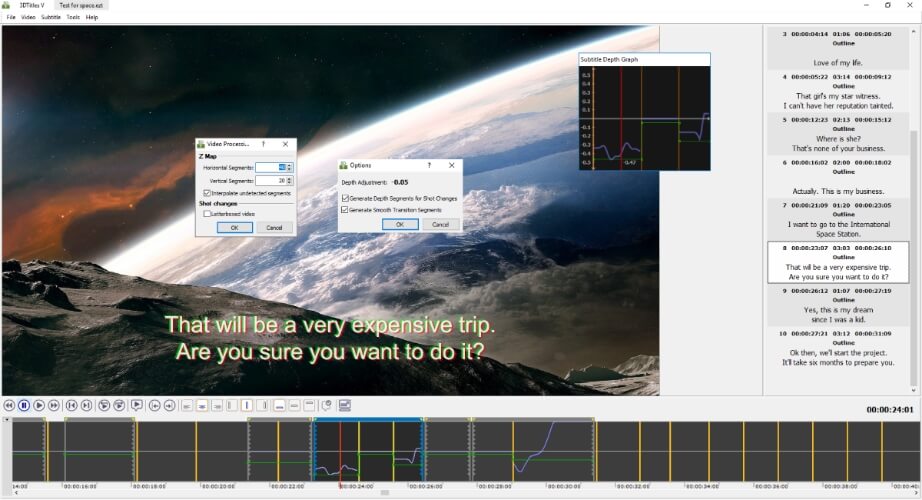 3DTitles V
Test for space.ezt
File Video Subtitle Tools Help
Subtitle Depth Graph
0.5
0.4
0.3
0.2
0.1
-0.1
-0.2
-0.3
-0.4
-0.5
-0.47
Video Processi...
Z Map
Horizontal Segments: 40
Vertical Segments: 20
Interpolate undetected segments
Shot changes
Letterboxed video
OK Cancel
Options
Depth Adjustment: -0.05
Generate Depth Segments for Shot Changes
Generate Smooth Transition Segments
OK Cancel
That will be a very expensive trip.
Are you sure you want to do it?
3 00:00:04:14 01:06 00:00:05:20
Outline
Love of my life.
4 00:00:05:22 03:14 00:00:09:12
Outline
That girl's my star witness.
I can't have her reputation tainted.
5 00:00:12:23 02:13 00:00:15:12
Outline
Where is she?
That's none of your business.
6 00:00:16:02 02:00 00:00:18:02
Outline
Actually. This is my business.
7 00:00:21:09 01:20 00:00:23:05
Outline
I want to go to the International
Space Station.
8 00:00:23:07 03:03 00:00:26:10
Outline
That will be a very expensive trip.
Are you sure you want to do it?
9 00:00:26:12 01:07 00:00:27:19
Outline
Yes, this is my dream
since I was a kid.
10 00:00:27:21 03:12 00:00:31:09
Outline
Ok then, we'll start the project.
It'll take six months to prepare you.
00:00:24:01
14:00 00:00:16:00 00:00:18:00 00:00:20:00 00:00:22:00 00:00:24:00 00:00:26:00 00:00:28:00 00:00:30:00 00:00:32:00 00:00:34:00 00:00:36:00 00:00:38:00 00:00:40